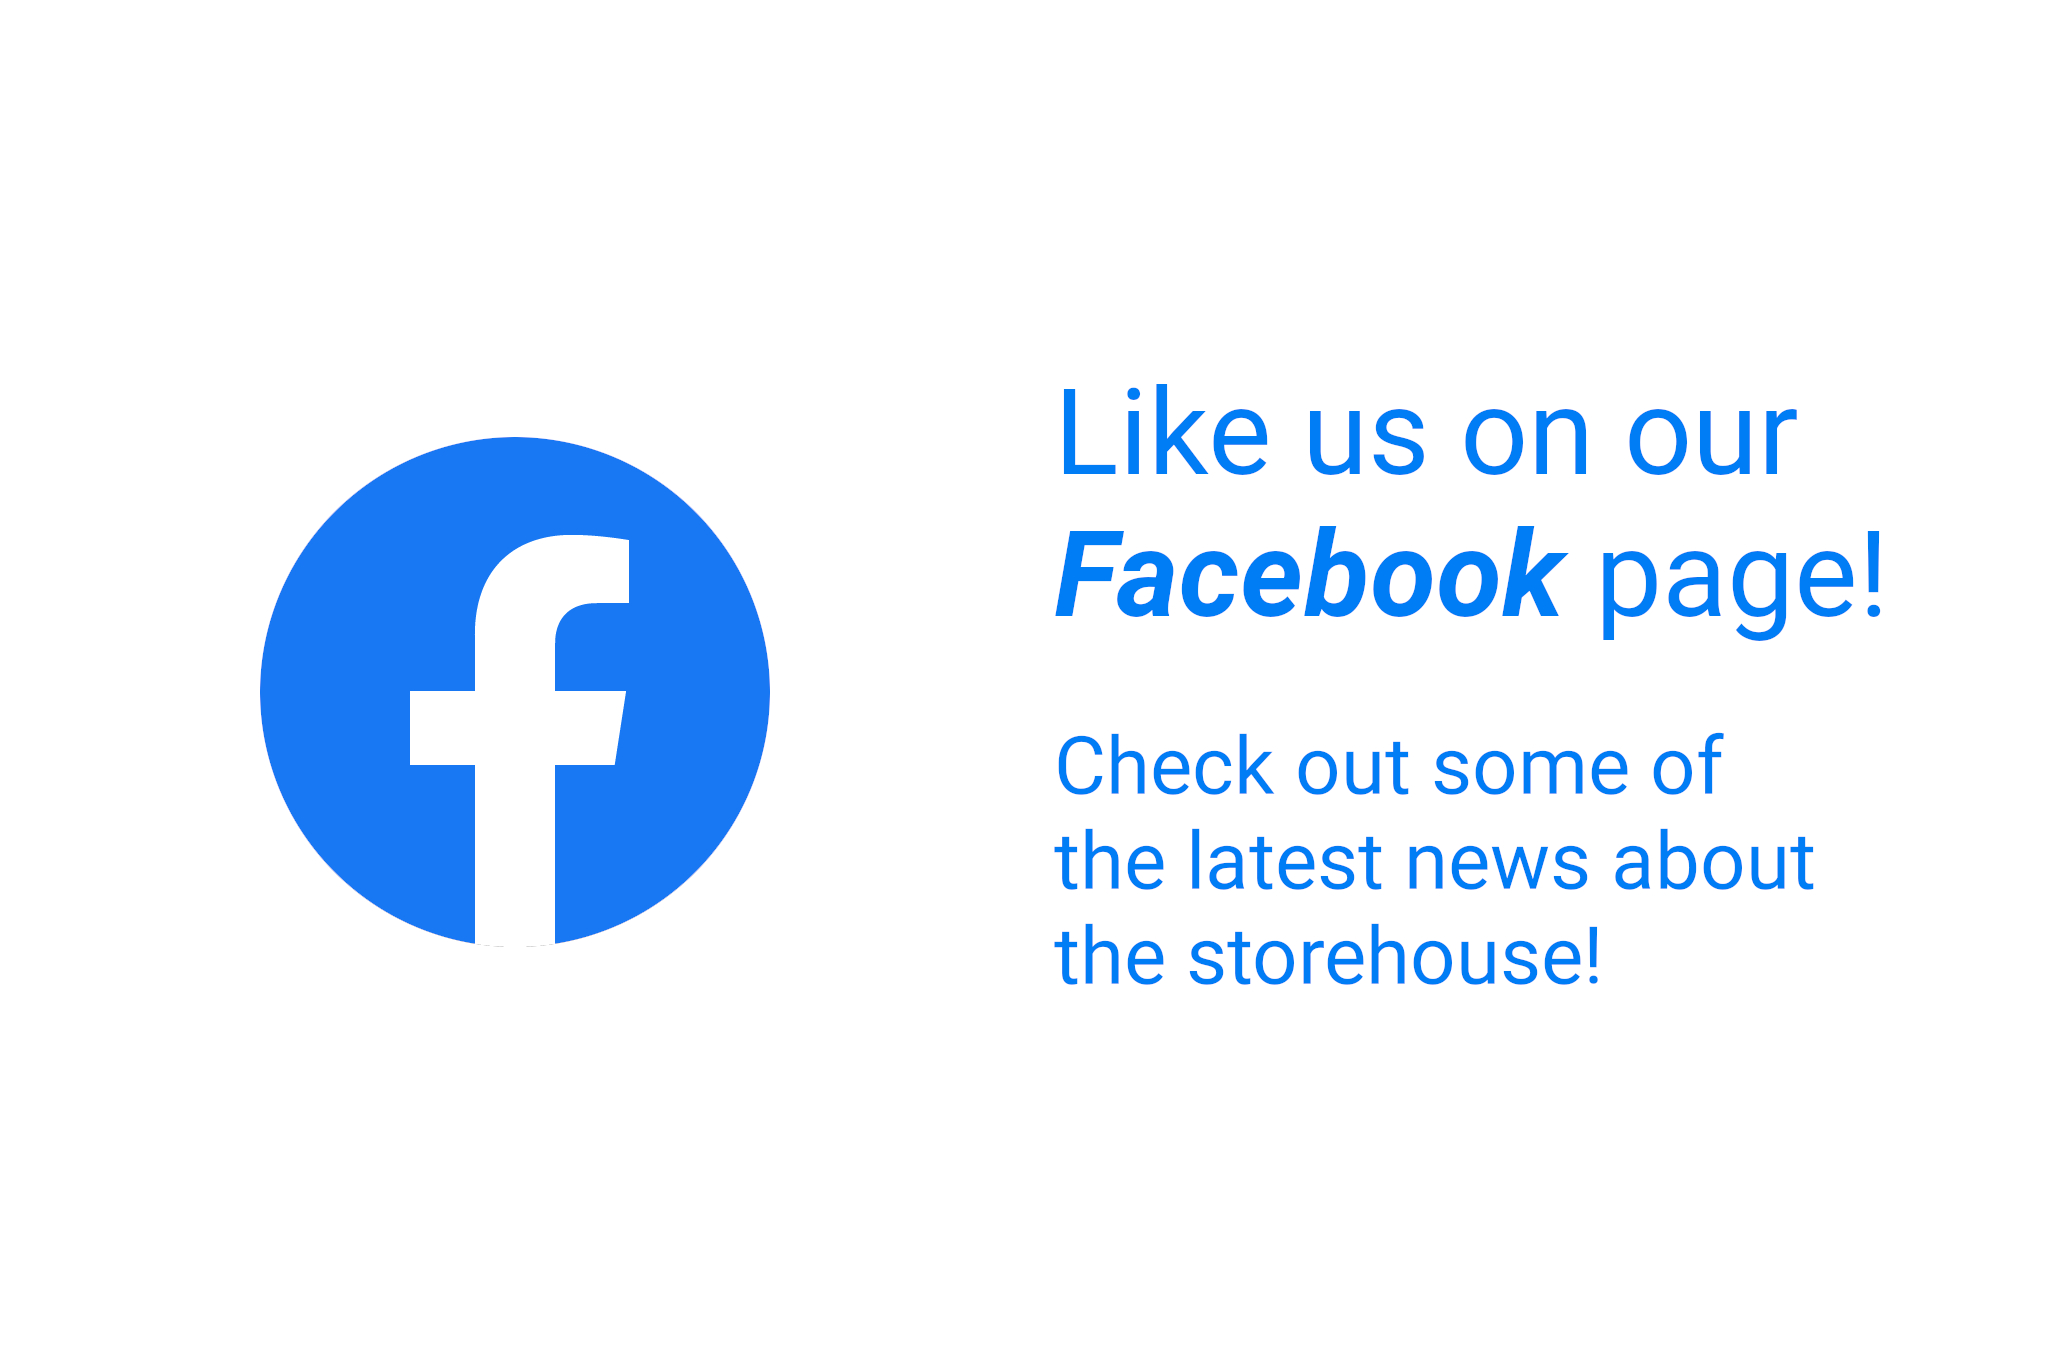 Like us on our
Facebook page!
Check out some of
the latest news about
the storehouse!